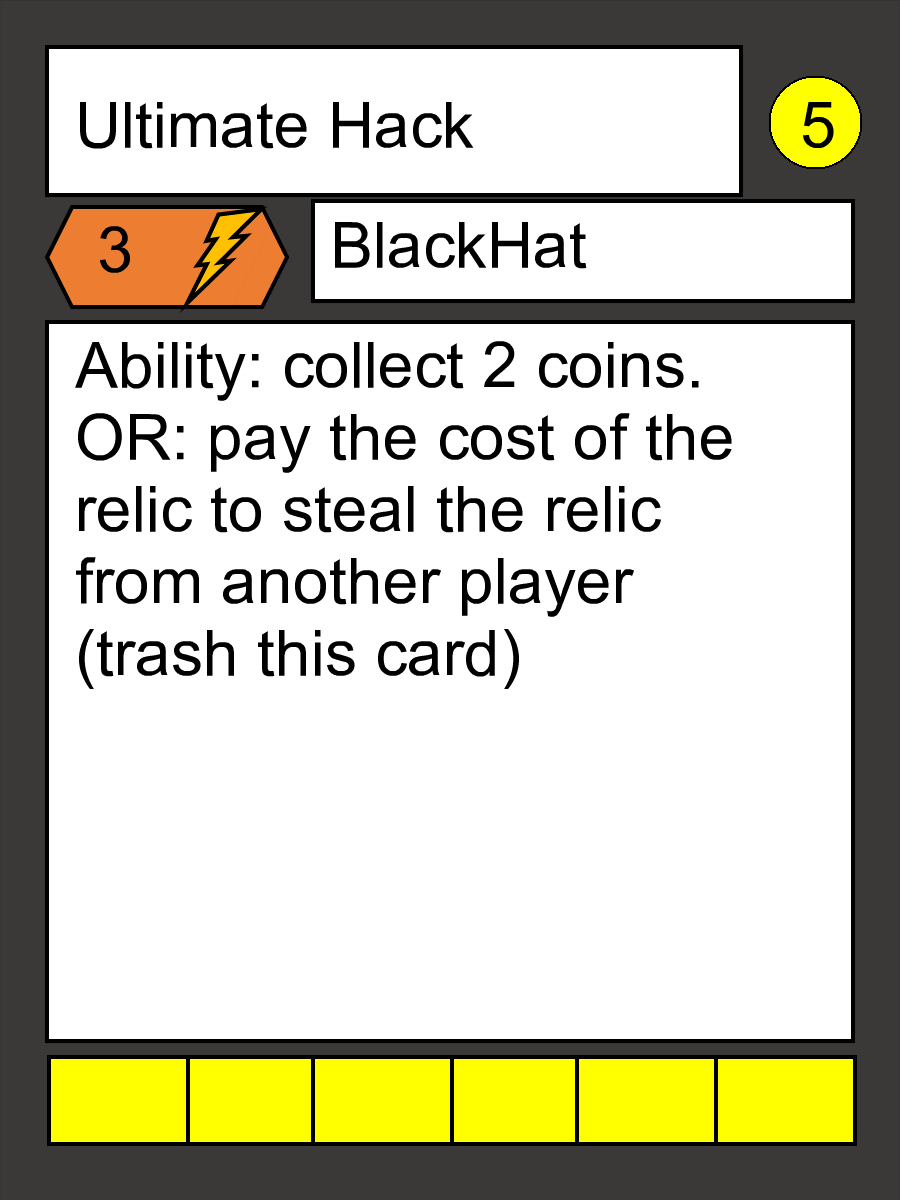 Ultimate Hack
5
3
BlackHat
Ability: collect 2 coins.
OR: pay the cost of the
relic to steal the relic
from another player
(trash this card)